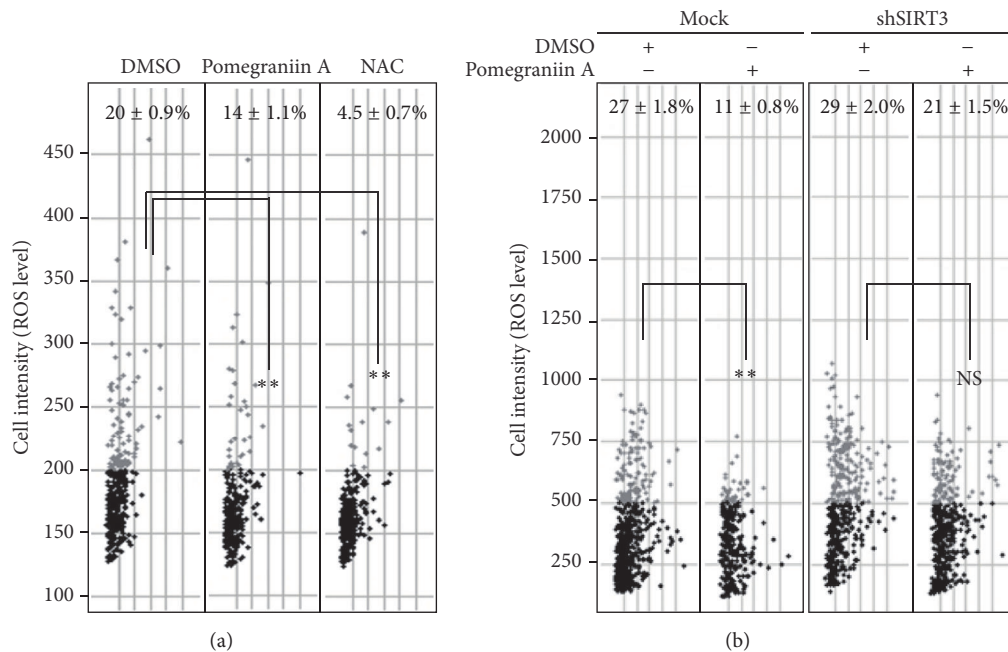 DMSO Pomegraniin A NAC
20 ± 0.9% 14 ± 1.1% 4.5 ± 0.7%
Cell intensity (ROS level)
450
400
350
300
250
200
150
100
** **
(a)
Mock shSIRT3
DMSO + − + −
Pomegraniin A − + − +
27 ± 1.8% 11 ± 0.8% 29 ± 2.0% 21 ± 1.5%
Cell intensity (ROS level)
2000
1750
1500
1250
1000
750
500
250
** NS
(b)